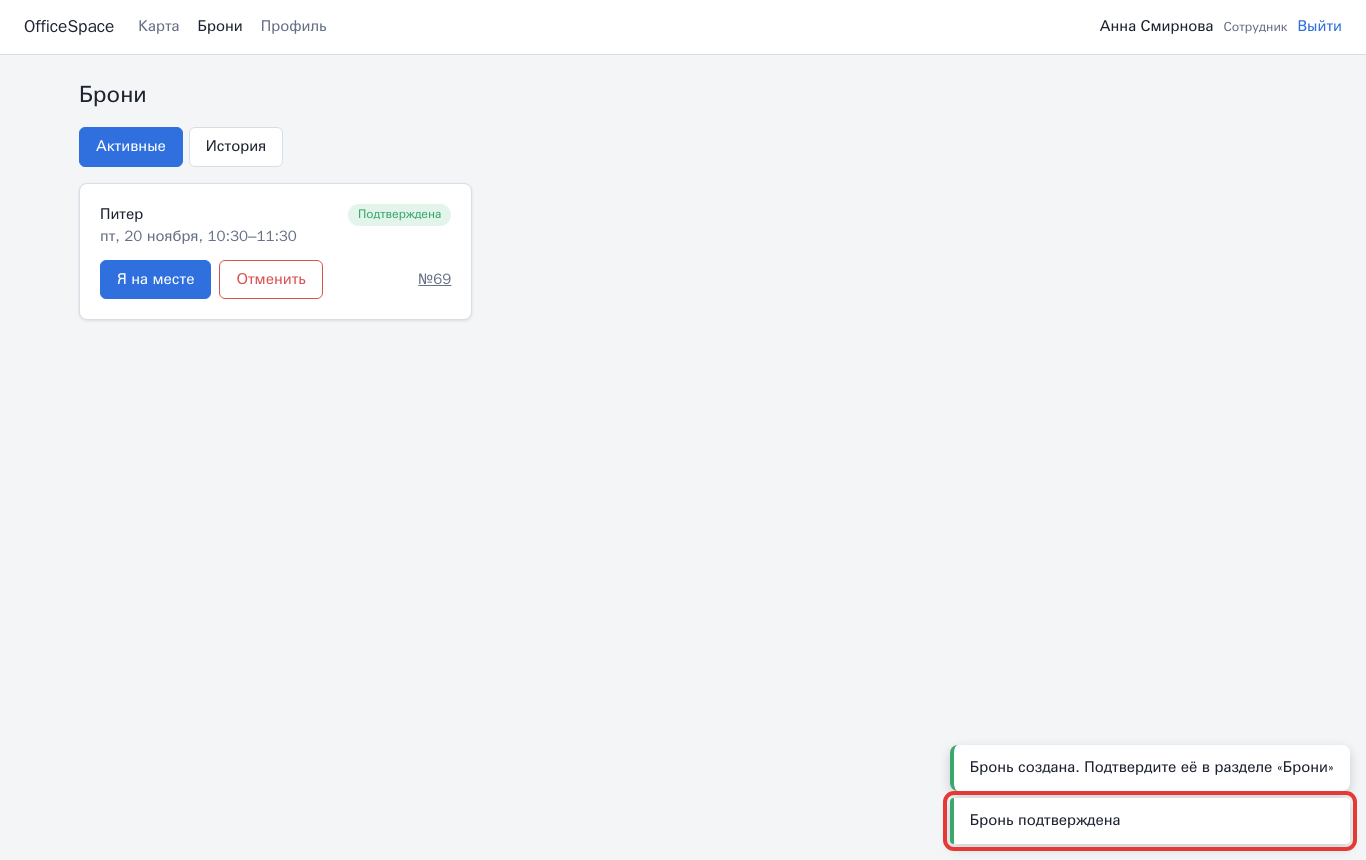 OfficeSpace Карта Брони Профиль Анна Смирнова Сотрудник Выйти
Брони
Активные История
Питер Подтверждена
пт, 20 ноября, 10:30–11:30
Я на месте Отменить №69
Бронь создана. Подтвердите её в разделе «Брони»
Бронь подтверждена